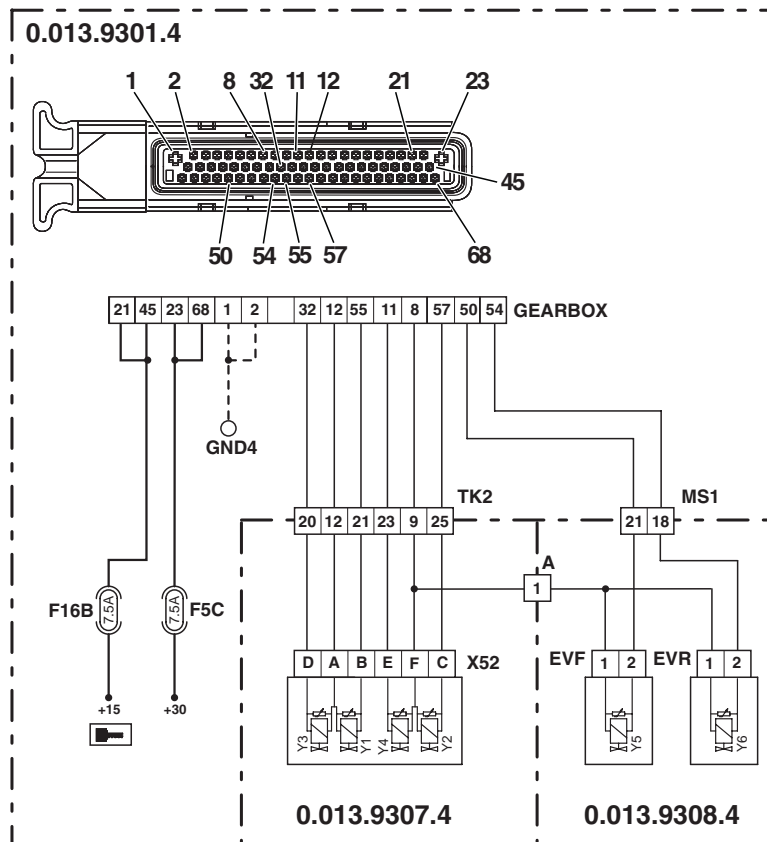 0.013.9301.4
1 2 8 32 11 12 21 23
45
50 54 55 57 68
21 45 23 68 1 2 32 12 55 11 8 57 50 54 GEARBOX
GND4
TK2 MS1
20 12 21 23 9 25 21 18
A
1
F16B 7.5A 7.5A F5C
D A B E F C X52 EVF 1 2 EVR 1 2
+15 +30
Y3 Y1 Y4 Y2 Y5 Y6
0.013.9307.4 0.013.9308.4